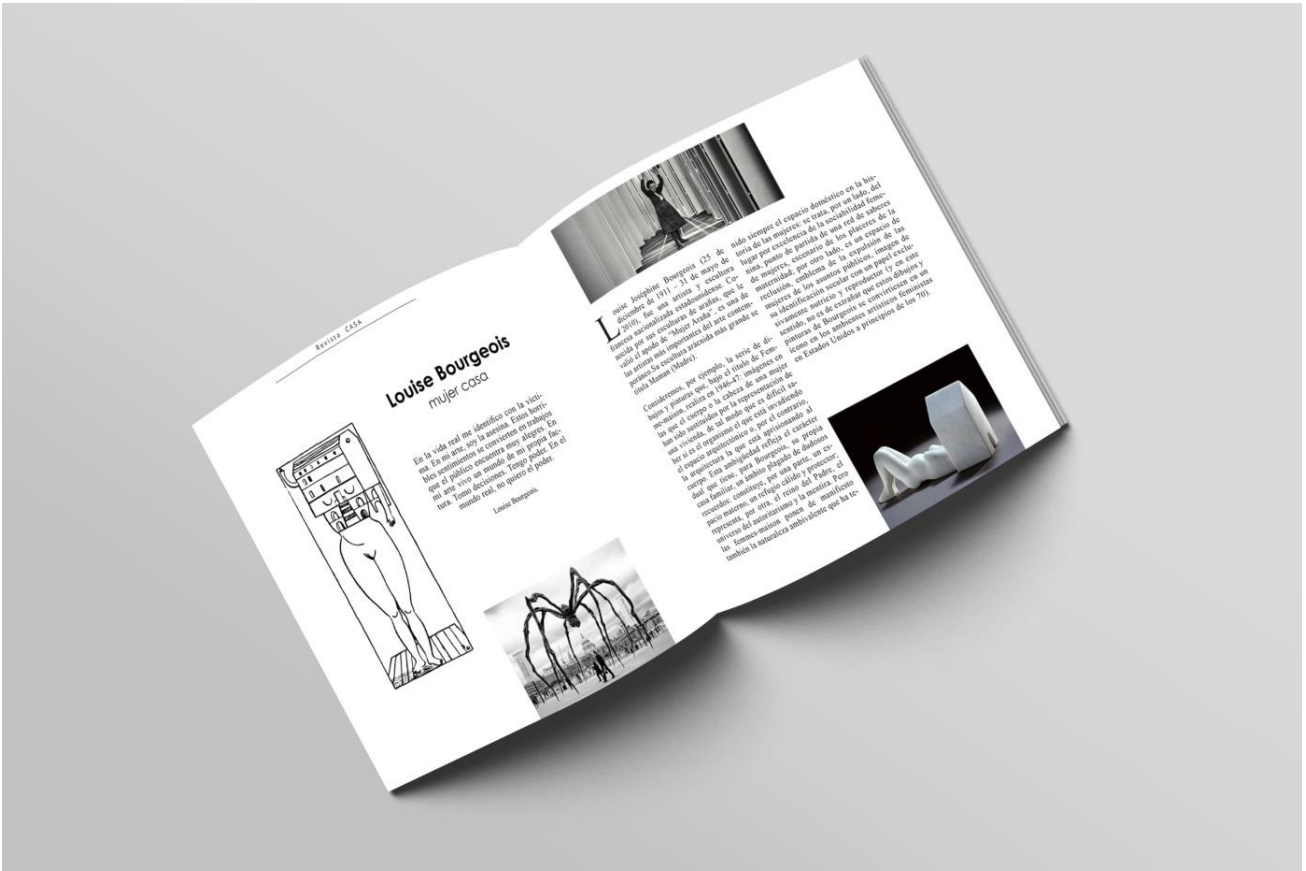 Revista CASA
Louise Bourgeois
mujer casa
En la vida real me identifico con la vícti-
ma. En mi arte, soy la asesina. Estos horri-
bles sentimientos se convierten en trabajos
que el público encuentra muy alegres. En
mi arte vivo un mundo de mi propia fac-
tura. Tomo decisiones. Tengo poder. En el
mundo real, no quiero el poder.
Louise Bourgeois.
Louise Joséphine Bourgeois (25 de
diciembre de 1911 - 31 de mayo de
2010), fue una artista y escultora
francesa nacionalizada estadounidense. Co-
nocida por sus esculturas de arañas, que le
valió el apodo de "Mujer Araña", es una de
las artistas más importantes del arte contem-
poráneo.Su escultura arácnida más grande se
titula Maman (Madre).
Consideremos, por ejemplo, la serie de di-
bujos y pinturas que, bajo el título de Fem-
me-maison, realiza en 1946-47: imágenes en
las que el cuerpo o la cabeza de una mujer
han sido sustituidos por la representación de
una vivienda, de tal modo que es difícil sa-
ber si es el organismo el que está invadiendo
el espacio arquitectónico o, por el contrario,
la arquitectura la que está aprisionando al
cuerpo. Esta ambigüedad refleja el carácter
dual que tiene, para Bourgeois, su propia
casa familiar, un ámbito plagado de dudosos
recuerdos: constituye, por una parte, un es-
pacio materno, un refugio cálido y protector;
representa, por otra, el reino del Padre, el
universo del autoritarismo y la mentira. Pero
las femmes-maison ponen de manifiesto
también la naturaleza ambivalente que ha te-
nido siempre el espacio doméstico en la his-
toria de las mujeres: se trata, por un lado, del
lugar por excelencia de la sociabilidad feme-
nina, punto de partida de una red de saberes
de mujeres, escenario de los placeres de la
maternidad; por otro lado, es un espacio de
reclusión, emblema de la expulsión de las
mujeres de los asuntos públicos, imagen de
su identificación secular con un papel exclu-
sivamente nutricio y reproductor (y en este
sentido, no es de extrañar que estos dibujos y
pinturas de Bourgeois se convirtiesen en un
icono en los ambientes artísticos feministas
en Estados Unidos a principios de los 70).